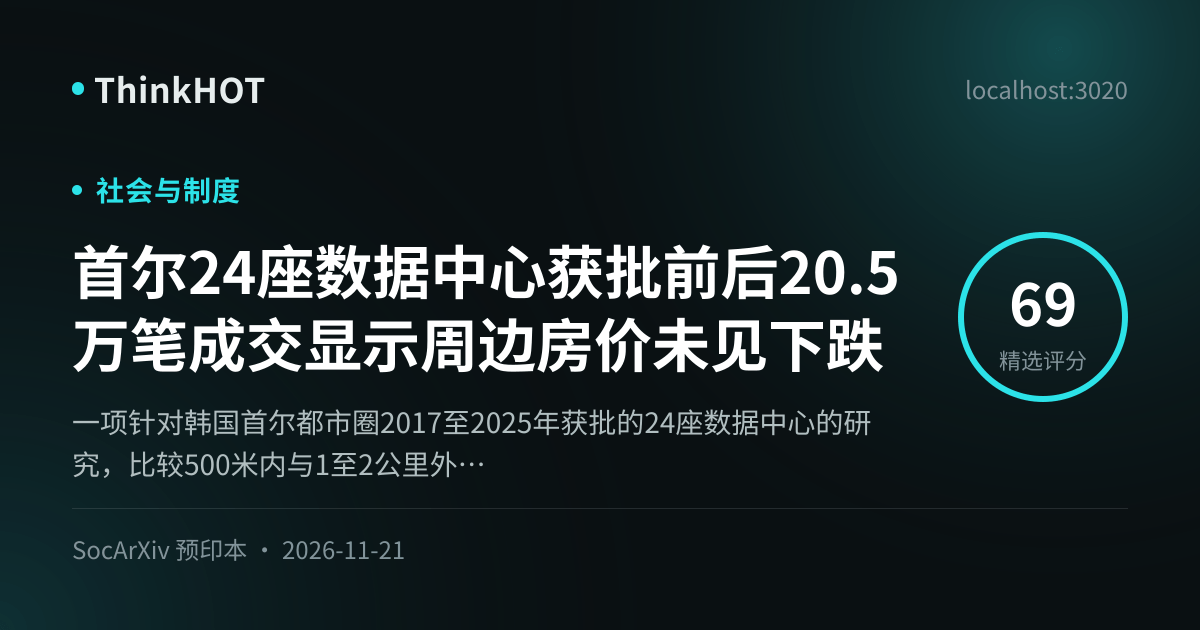 ThinkHOT
localhost:3020
社会与制度
首尔24座数据中心获批前后20.5
万笔成交显示周边房价未见下跌
69
精选评分
一项针对韩国首尔都市圈2017至2025年获批的24座数据中心的研
究，比较500米内与1至2公里外…
SocArXiv 预印本 · 2026-11-21